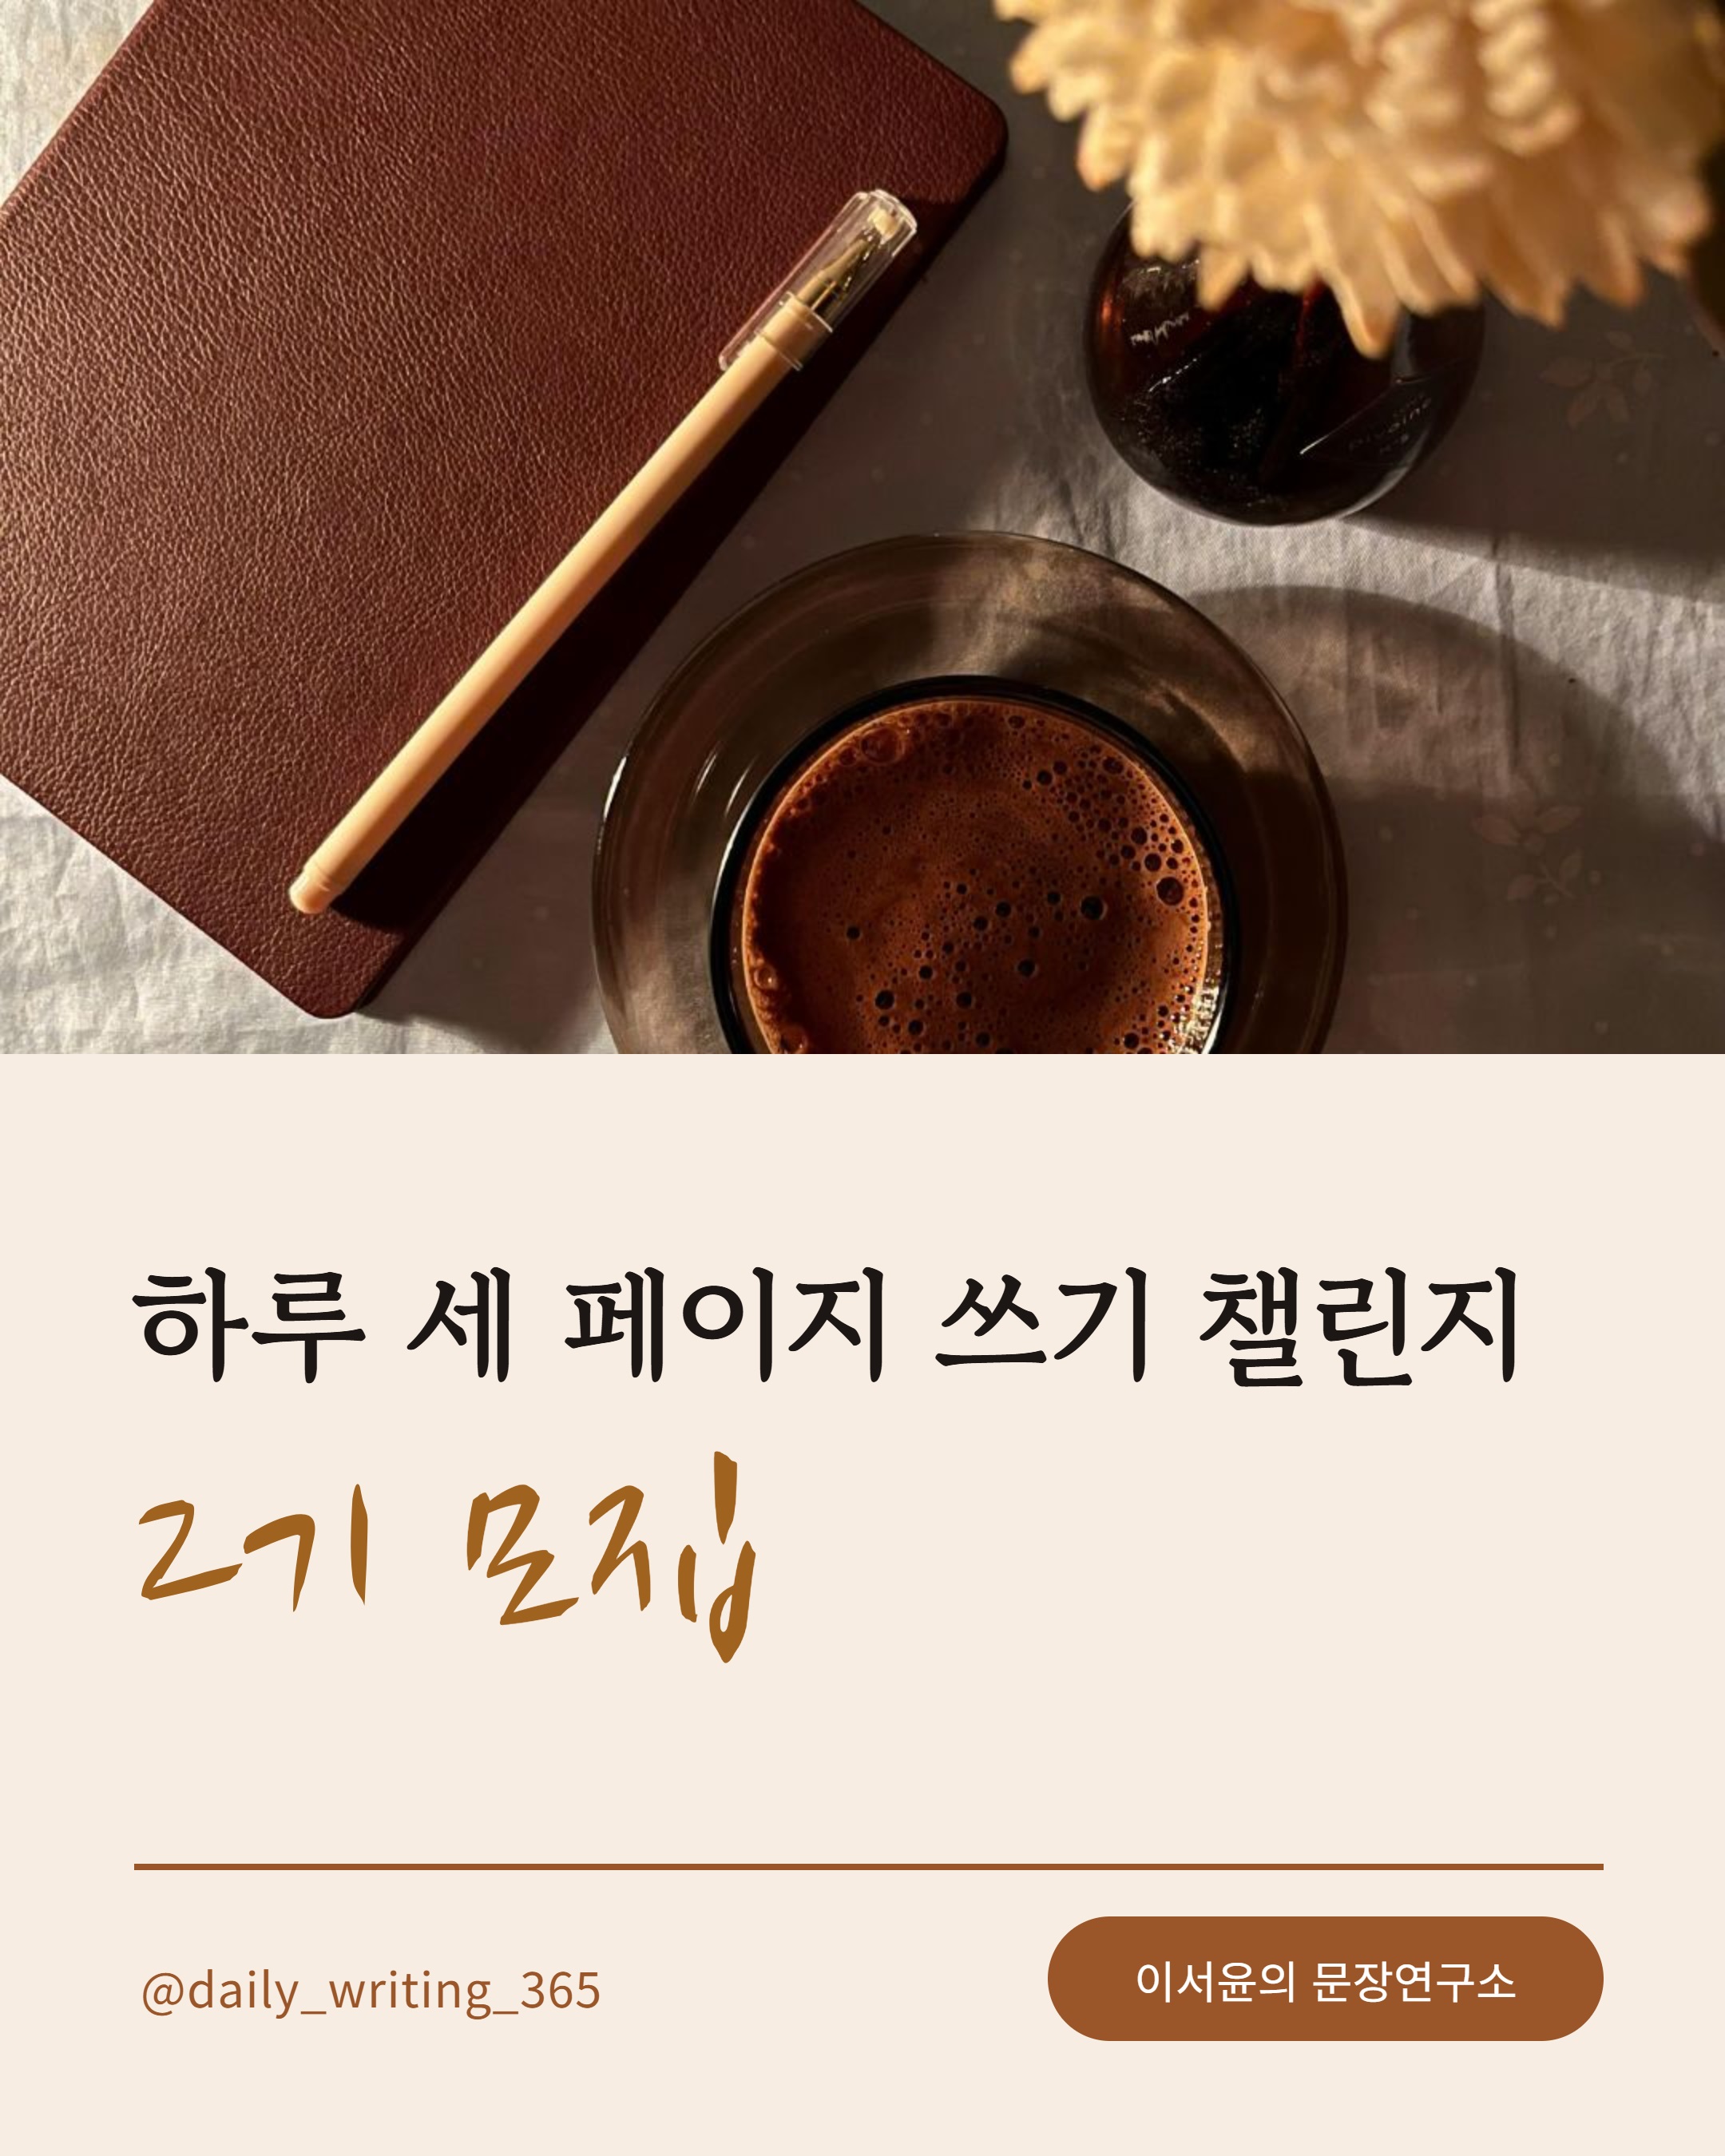 하루 세 페이지 쓰기 챌린지
2기 모집
@daily_writing_365
이서윤의 문장연구소